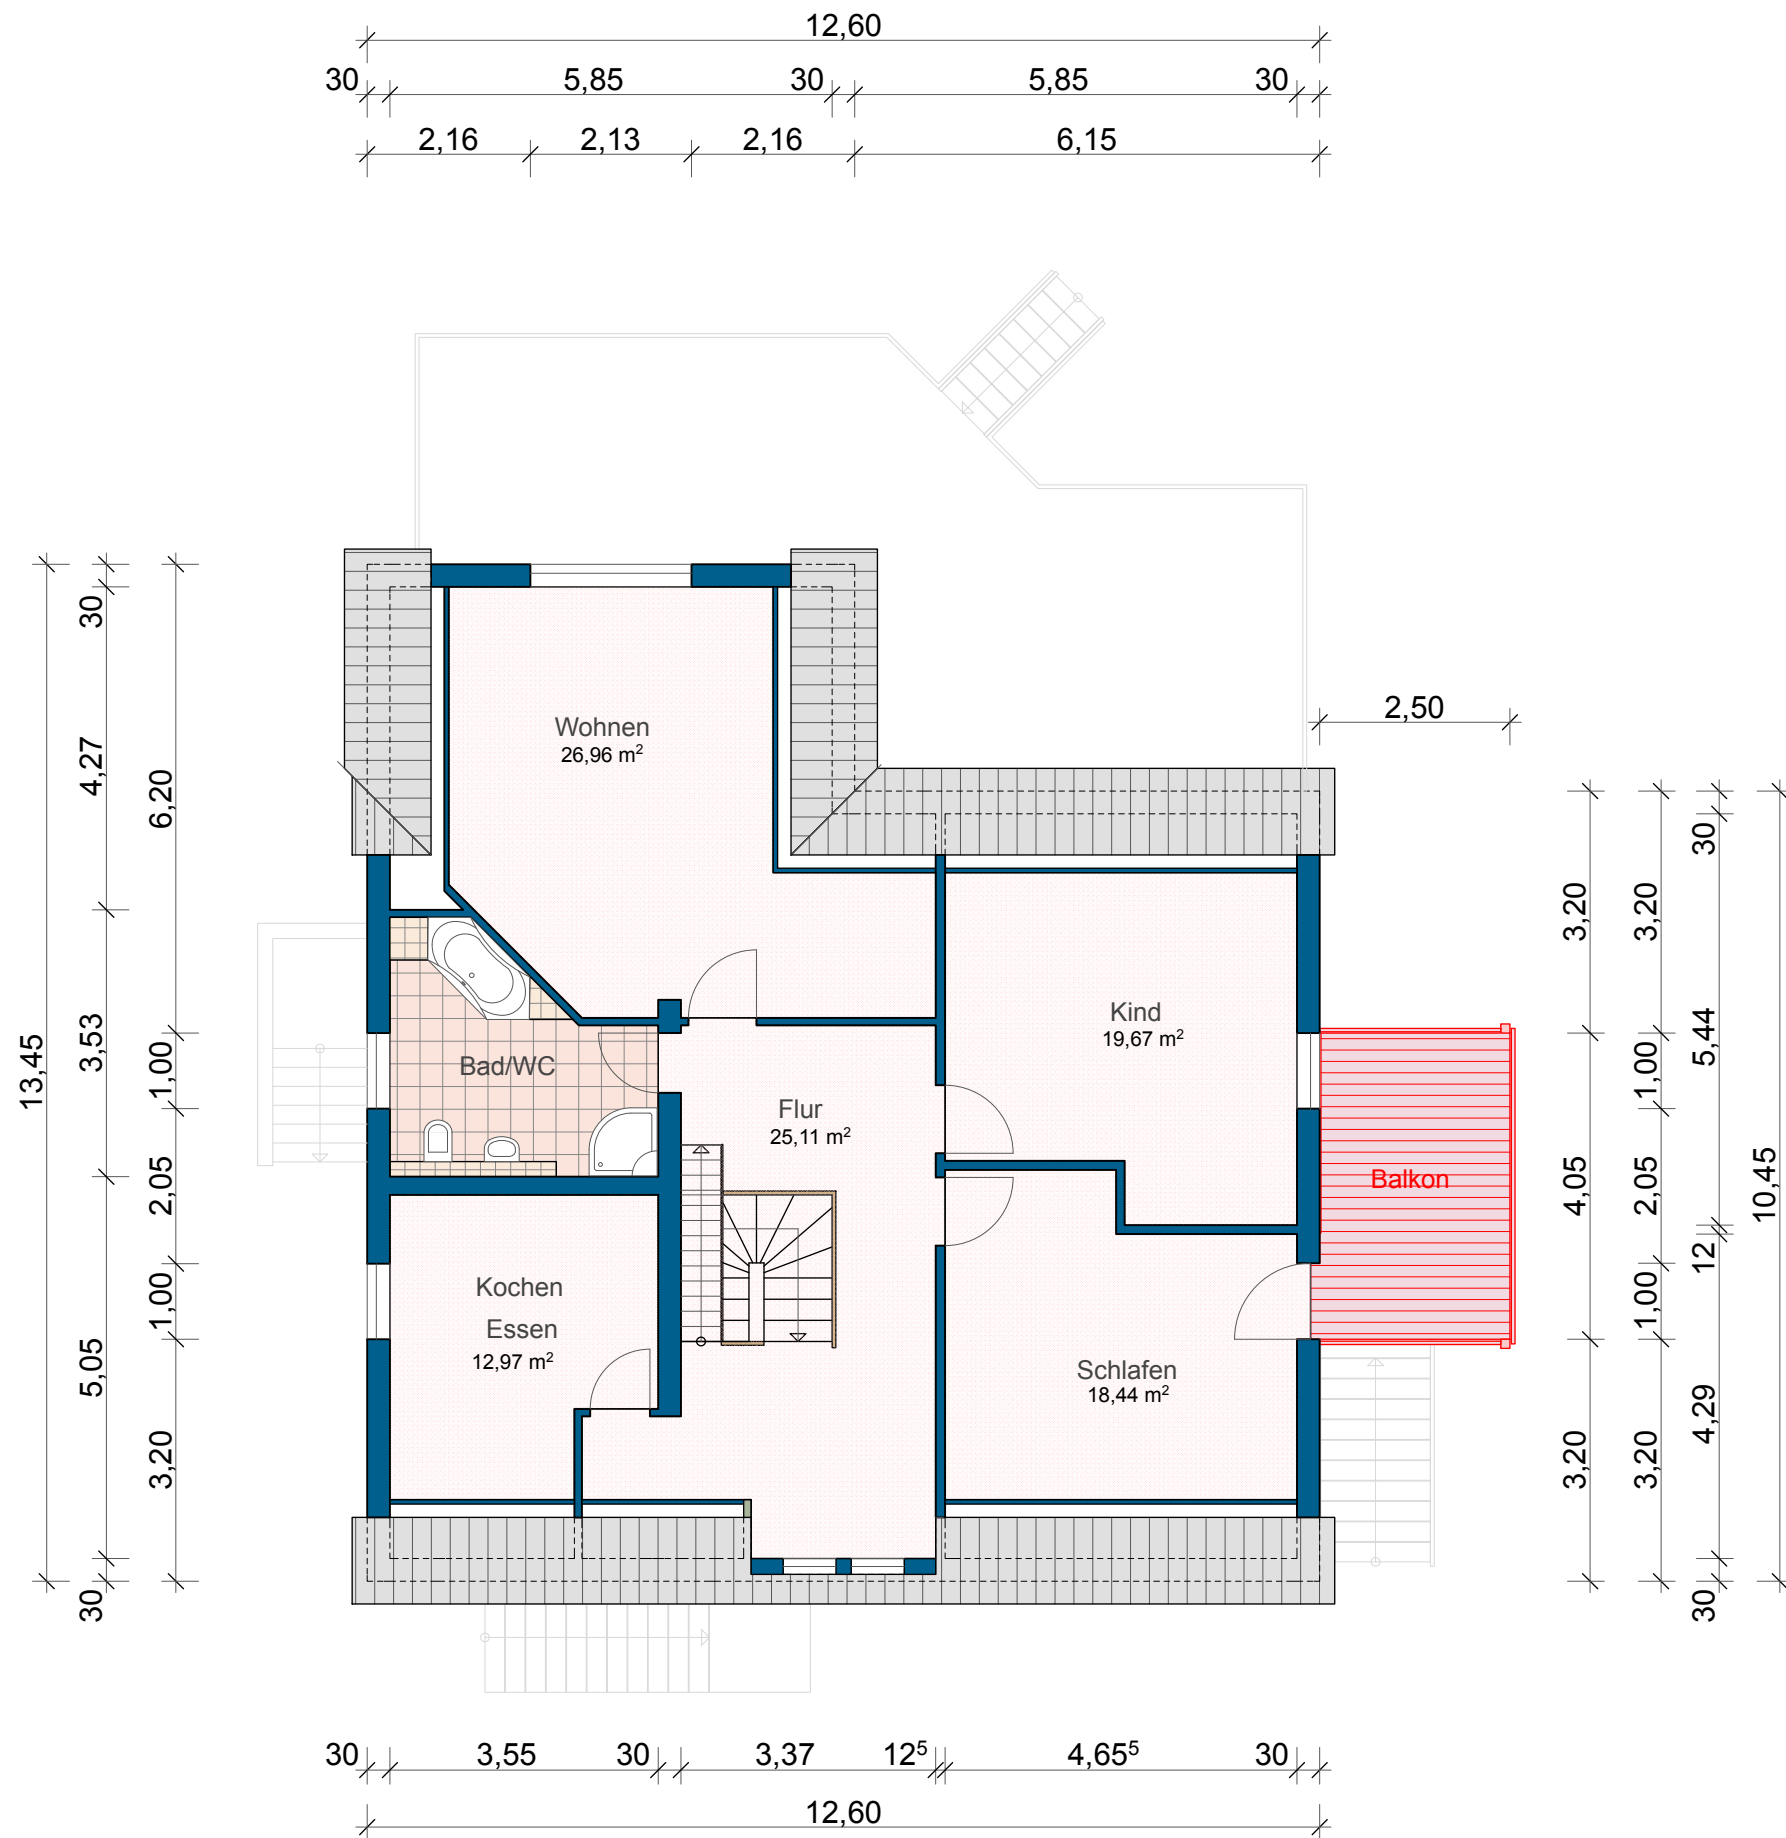 12,60
30 5,85 30 5,85 30
2,16 2,13 2,16 6,15
2,50
13,45
30 4,27 3,53 5,05 30
6,20 1,00 2,05 1,00 3,20
Wohnen
26,96 m²
Kind
19,67 m²
Bad/WC
Flur
25,11 m²
Balkon
Kochen
Essen
12,97 m²
Schlafen
18,44 m²
3,20 4,05 3,20
3,20 1,00 2,05 1,00 3,20
30 5,44 12 4,29 30
10,45
30 3,55 30 3,37 12⁵ 4,65⁵ 30
12,60